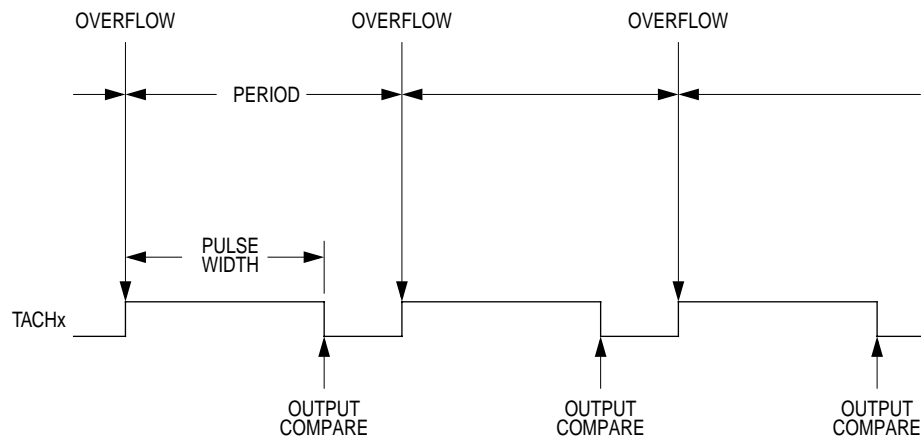 OVERFLOW
OVERFLOW
OVERFLOW
PERIOD
PULSE
WIDTH
TACHx
OUTPUT
COMPARE
OUTPUT
COMPARE
OUTPUT
COMPARE